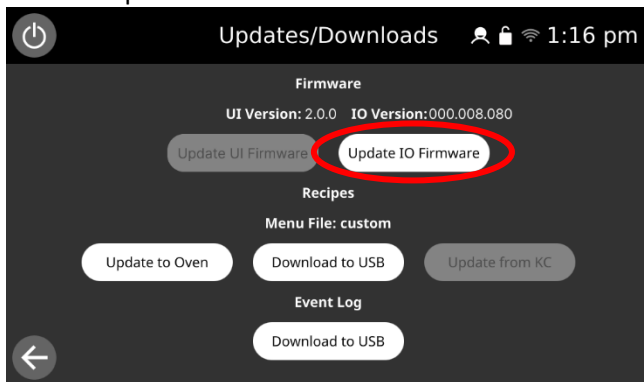 Updates/Downloads 1:16 pm
Firmware
UI Version: 2.0.0 IO Version:000.008.080
Update UI Firmware Update IO Firmware
Recipes
Menu File: custom
Update to Oven Download to USB Update from KC
Event Log
Download to USB